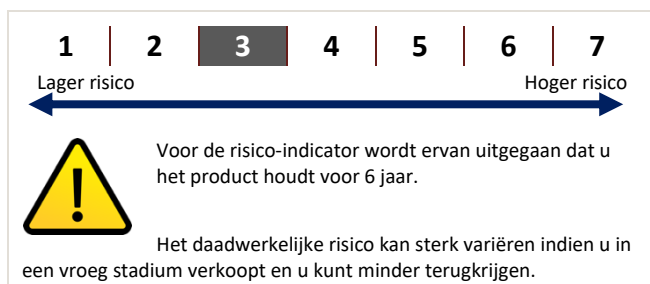 1 2 3 4 5 6 7
Lager risico Hoger risico
Voor de risico-indicator wordt ervan uitgegaan dat u
het product houdt voor 6 jaar.
Het daadwerkelijke risico kan sterk variëren indien u in
een vroeg stadium verkoopt en u kunt minder terugkrijgen.